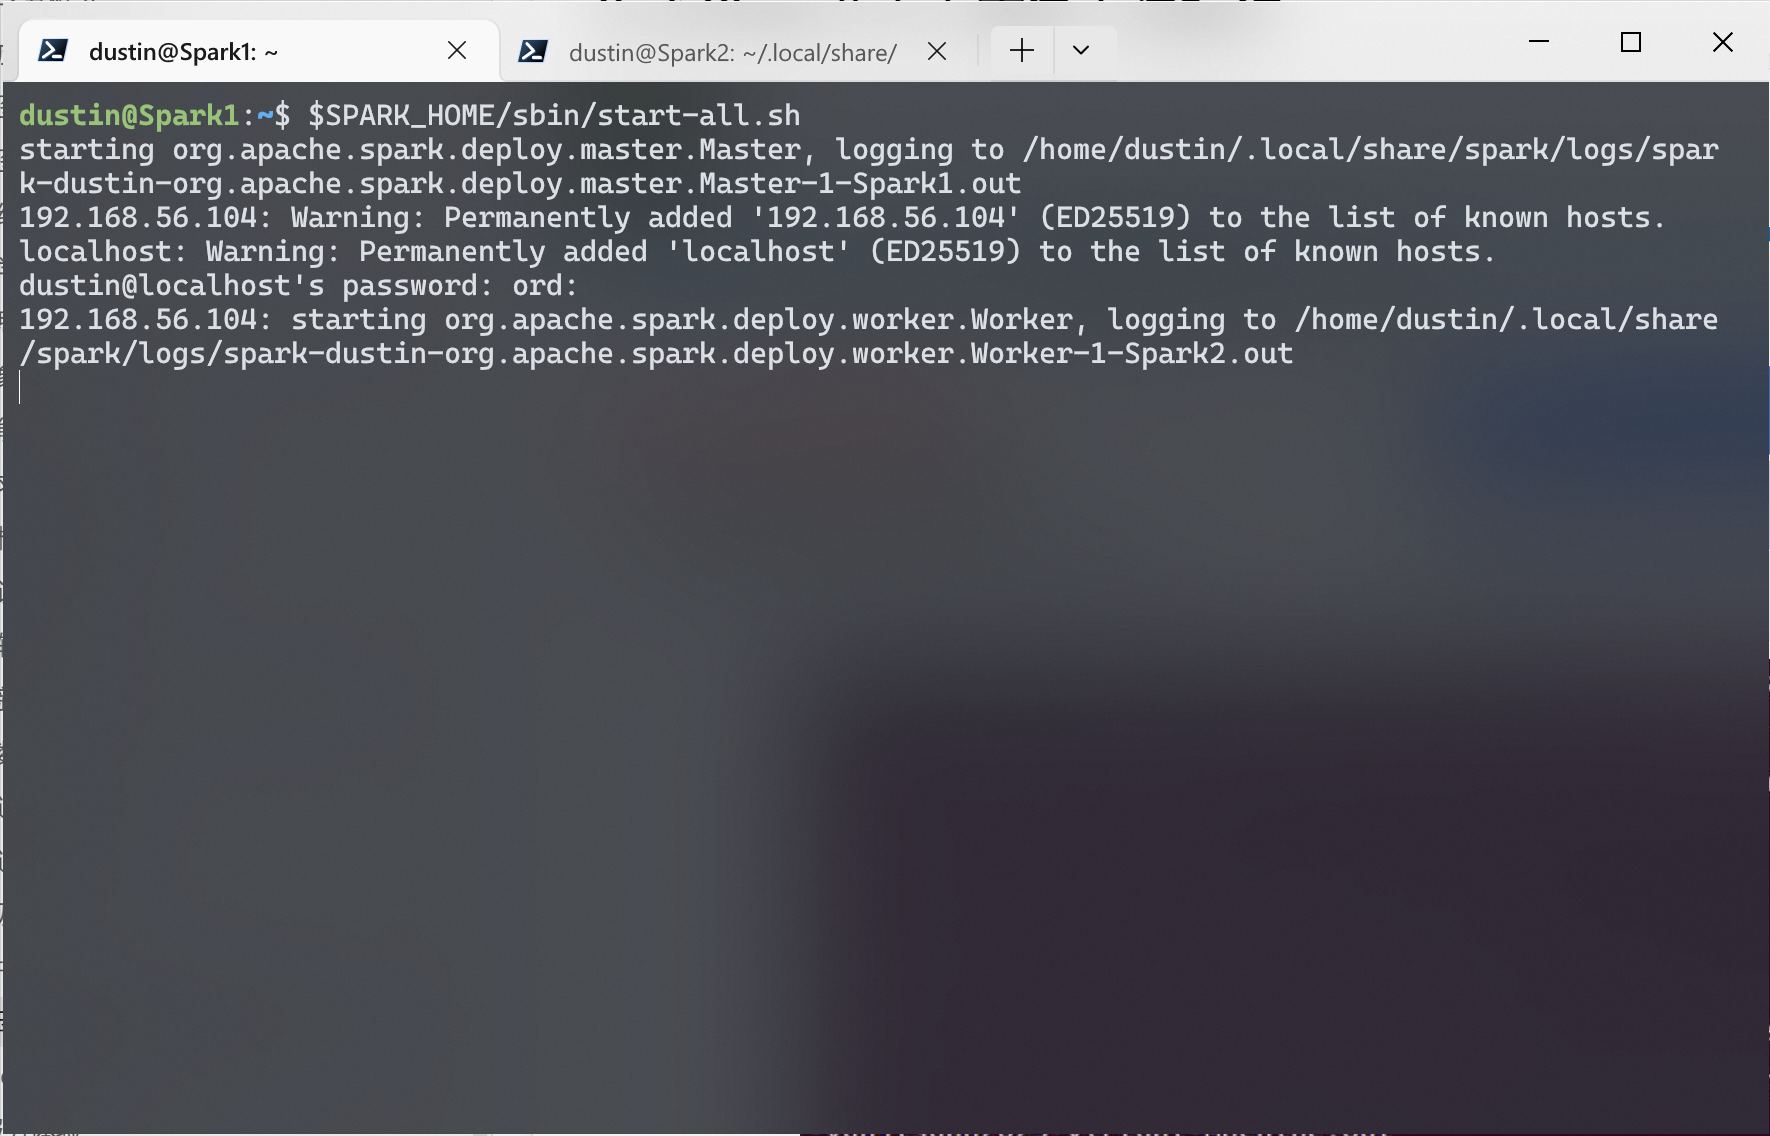 dustin@Spark1: ~
dustin@Spark2: ~/.local/share/
dustin@Spark1:~$ $SPARK_HOME/sbin/start-all.sh
starting org.apache.spark.deploy.master.Master, logging to /home/dustin/.local/share/spark/logs/spar
k-dustin-org.apache.spark.deploy.master.Master-1-Spark1.out
192.168.56.104: Warning: Permanently added '192.168.56.104' (ED25519) to the list of known hosts.
localhost: Warning: Permanently added 'localhost' (ED25519) to the list of known hosts.
dustin@localhost's password: ord:
192.168.56.104: starting org.apache.spark.deploy.worker.Worker, logging to /home/dustin/.local/share
/spark/logs/spark-dustin-org.apache.spark.deploy.worker.Worker-1-Spark2.out